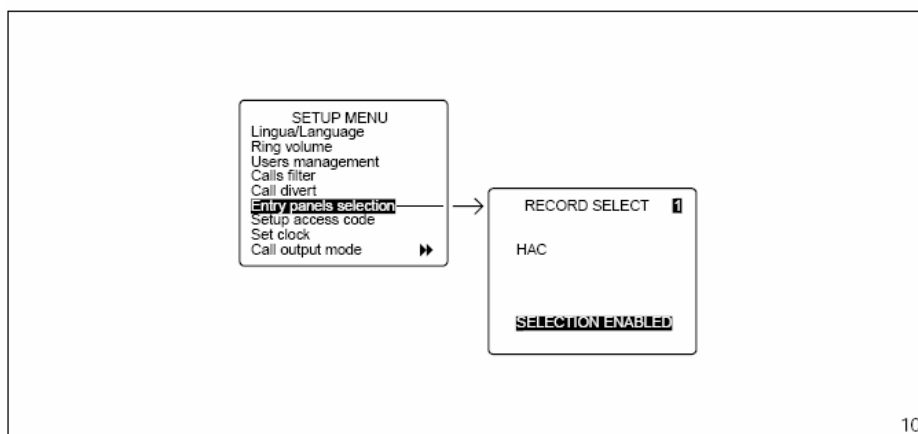 SETUP MENU
Lingua/Language
Ring volume
Users management
Calls filter
Call divert
Entry panels selection
Setup access code
Set clock
Call output mode
RECORD SELECT 1
HAC
SELECTION ENABLED
10